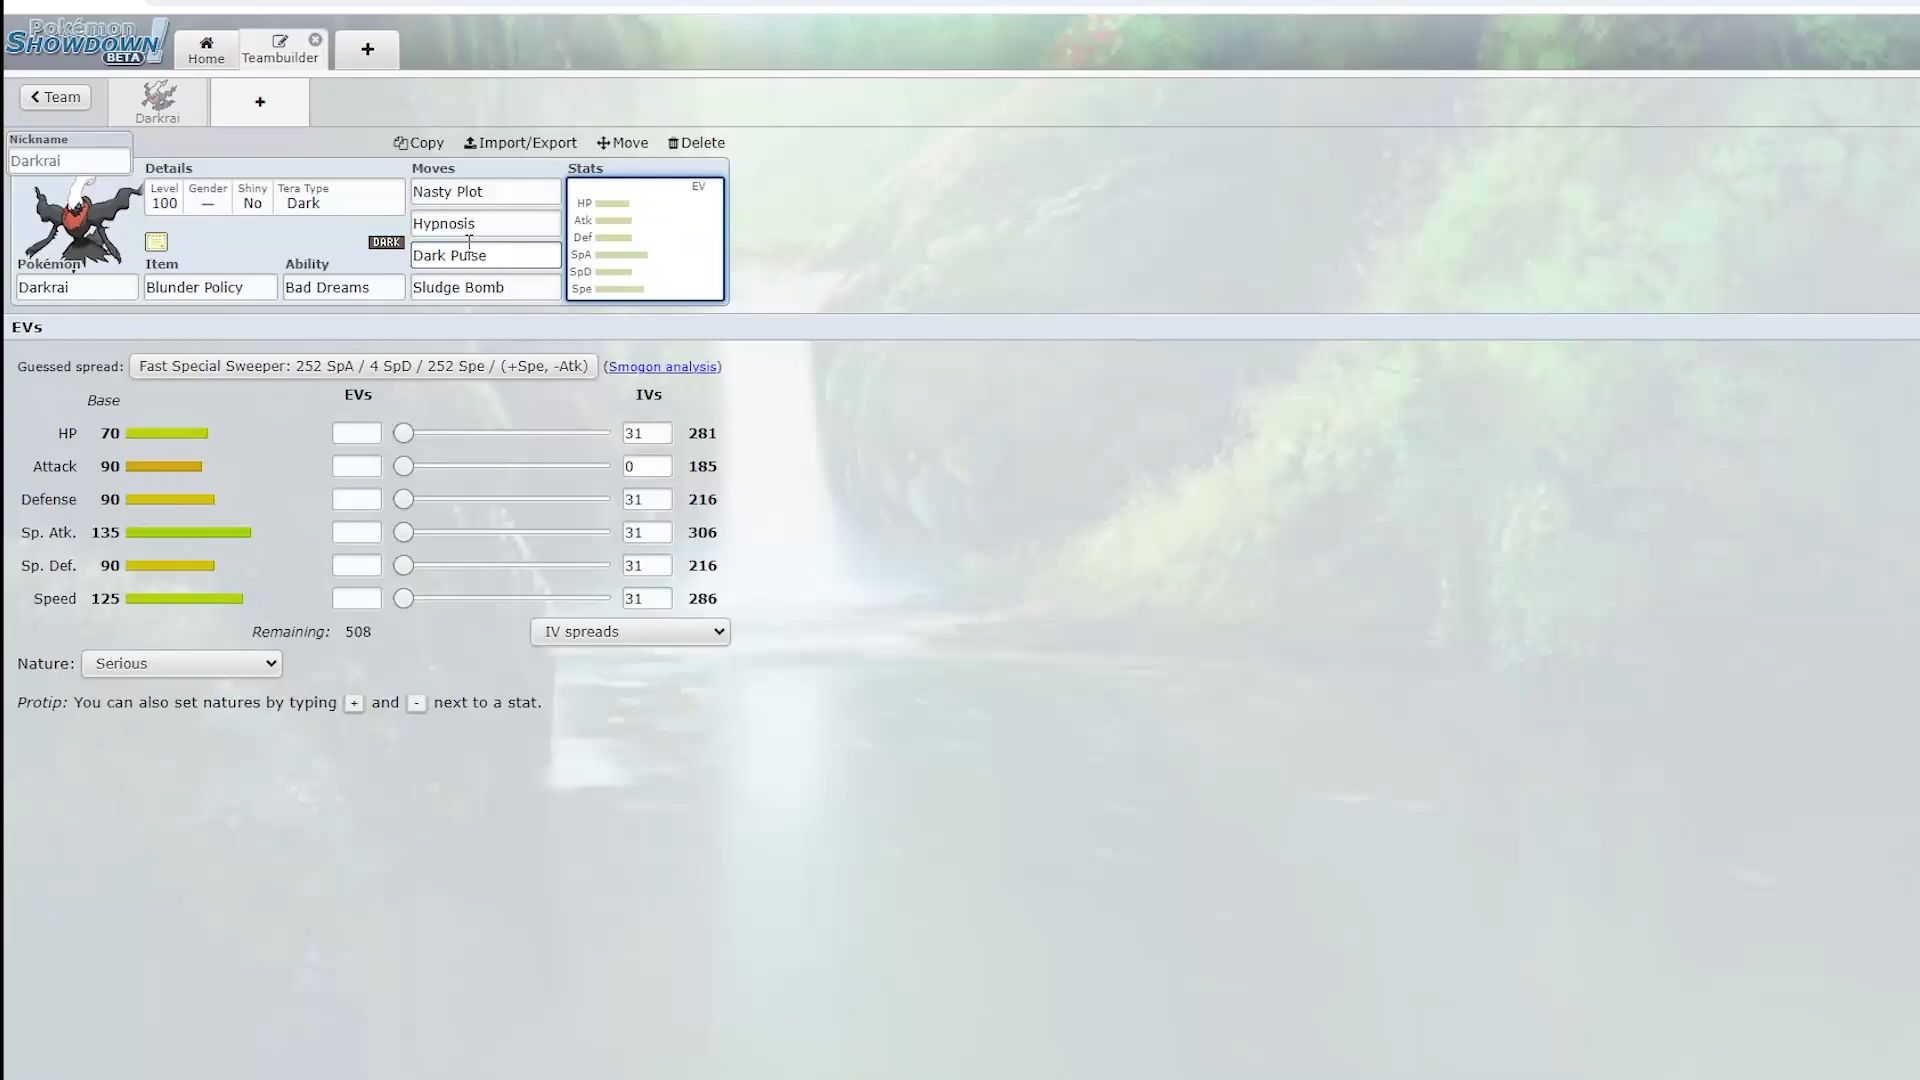 Pokémon
SHOWDOWN!
BETA
Home
Teambuilder
+
Team
Darkrai
+
Nickname
Darkrai
Copy Import/Export Move Delete
Details
Moves
Stats
Level Gender Shiny Tera Type
100 — No Dark
Nasty Plot
EV
HP
Atk
Def
SpA
SpD
Spe
Hypnosis
DARK
Dark Pulse
Pokémon Item Ability
Darkrai Blunder Policy Bad Dreams Sludge Bomb
EVs
Guessed spread: Fast Special Sweeper: 252 SpA / 4 SpD / 252 Spe / (+Spe, -Atk) (Smogon analysis)
Base EVs IVs
HP 70 31 281
Attack 90 0 185
Defense 90 31 216
Sp. Atk. 135 31 306
Sp. Def. 90 31 216
Speed 125 31 286
Remaining: 508 IV spreads
Nature: Serious
Protip: You can also set natures by typing + and - next to a stat.